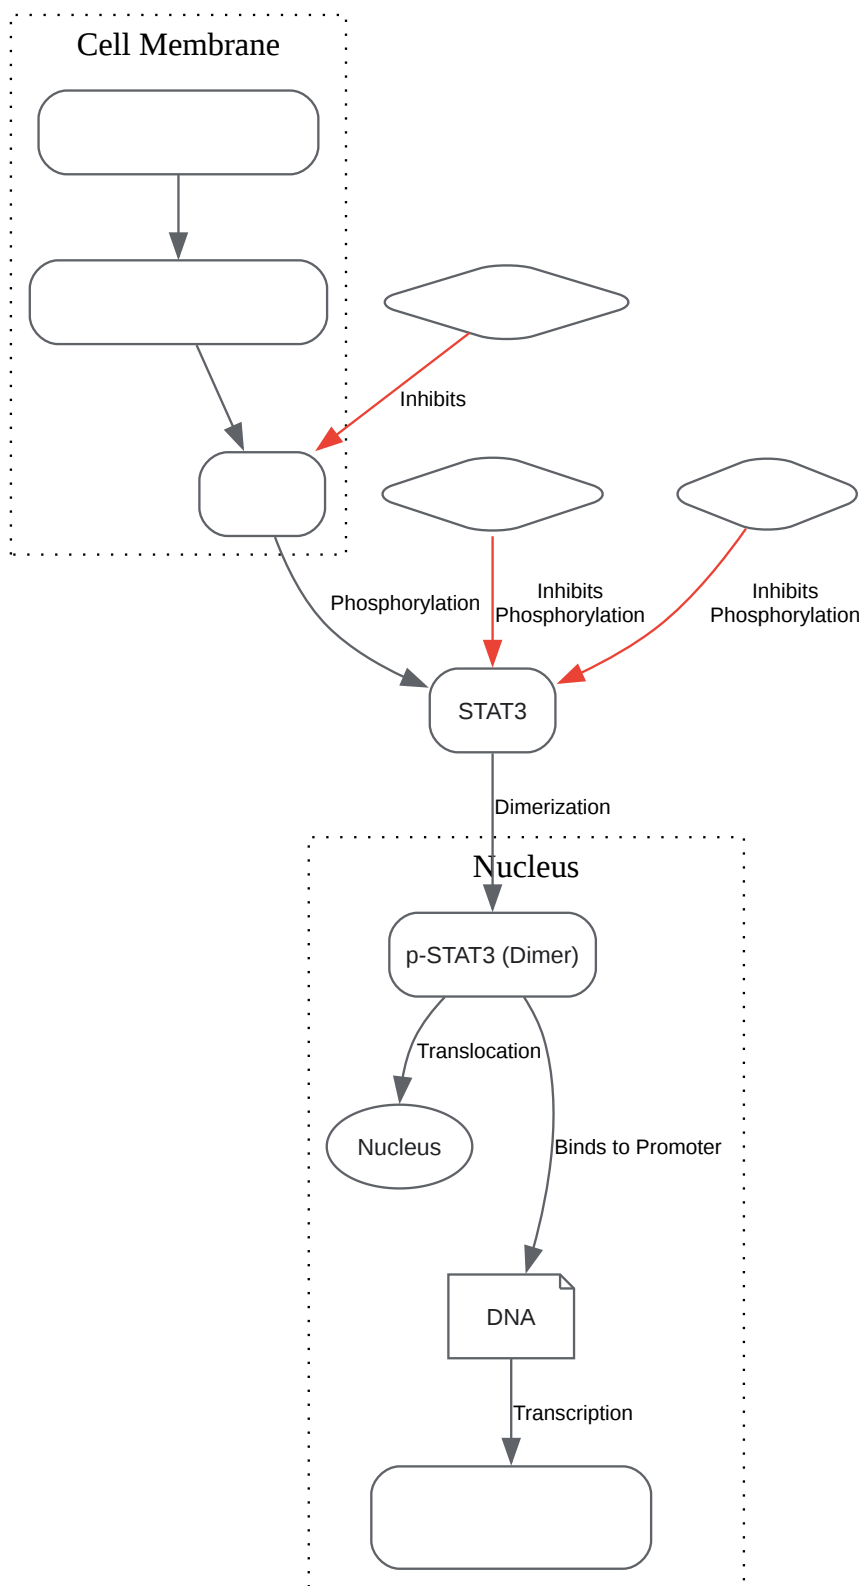 Cell Membrane
Inhibits
Phosphorylation
Inhibits
Phosphorylation
Inhibits
Phosphorylation
STAT3
Dimerization
Nucleus
p-STAT3 (Dimer)
Translocation
Nucleus
Binds to Promoter
DNA
Transcription